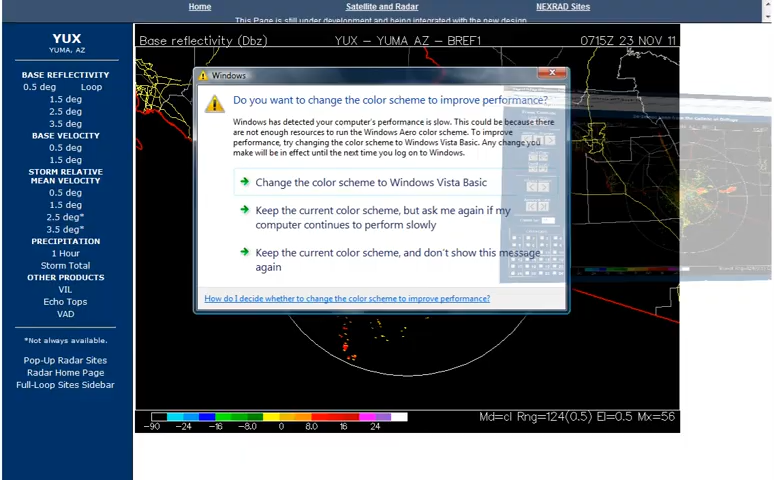 Home
Satellite and Radar
NEXRAD Sites
This Page is still under development and being integrated with the new design
YUX
YUMA, AZ
BASE REFLECTIVITY
0.5 deg Loop
1.5 deg
2.5 deg
3.5 deg
BASE VELOCITY
0.5 deg
1.5 deg
STORM RELATIVE
MEAN VELOCITY
0.5 deg
1.5 deg
2.5 deg*
3.5 deg*
PRECIPITATION
1 Hour
Storm Total
OTHER PRODUCTS
VIL
Echo Tops
VAD
*Not always available.
Pop-Up Radar Sites
Radar Home Page
Full-Loop Sites Sidebar
Base reflectivity (Dbz)
YUX - YUMA AZ - BREF1
0715Z 23 NOV 11
Windows
Do you want to change the color scheme to improve performance?
Windows has detected your computer's performance is slow. This could be because there
are not enough resources to run the Windows Aero color scheme. To improve
performance, try changing the color scheme to Windows Vista Basic. Any change you
make will be in effect until the next time you log on to Windows.
Change the color scheme to Windows Vista Basic
Keep the current color scheme, but ask me again if my
computer continues to perform slowly
Keep the current color scheme, and don't show this message
again
How do I decide whether to change the color scheme to improve performance?
Md=cl Rng=124(0.5) El=0.5 Mx=56
-90 -24 -16 -8.0 0 8.0 16 24